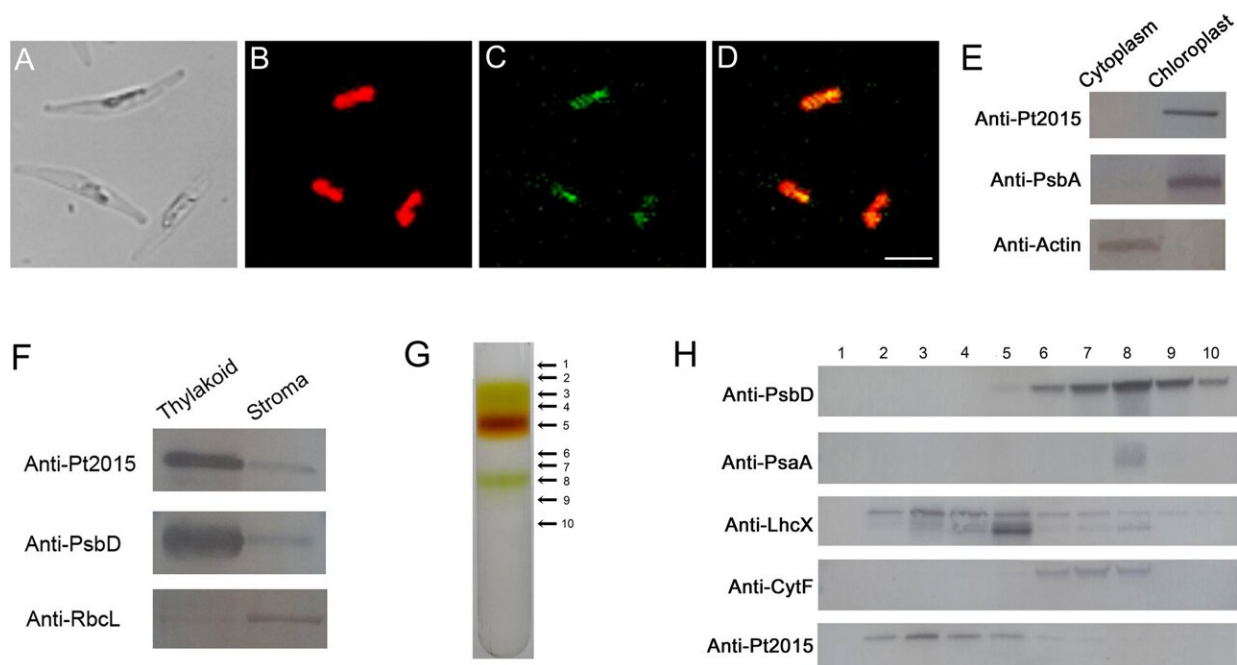 A
B
C
D
E
Cytoplasm
Chloroplast
Anti-Pt2015
Anti-PsbA
Anti-Actin
F
Thylakoid
Stroma
Anti-Pt2015
Anti-PsbD
Anti-RbcL
G
1
2
3
4
5
6
7
8
9
10
H
1 2 3 4 5 6 7 8 9 10
Anti-PsbD
Anti-PsaA
Anti-LhcX
Anti-CytF
Anti-Pt2015